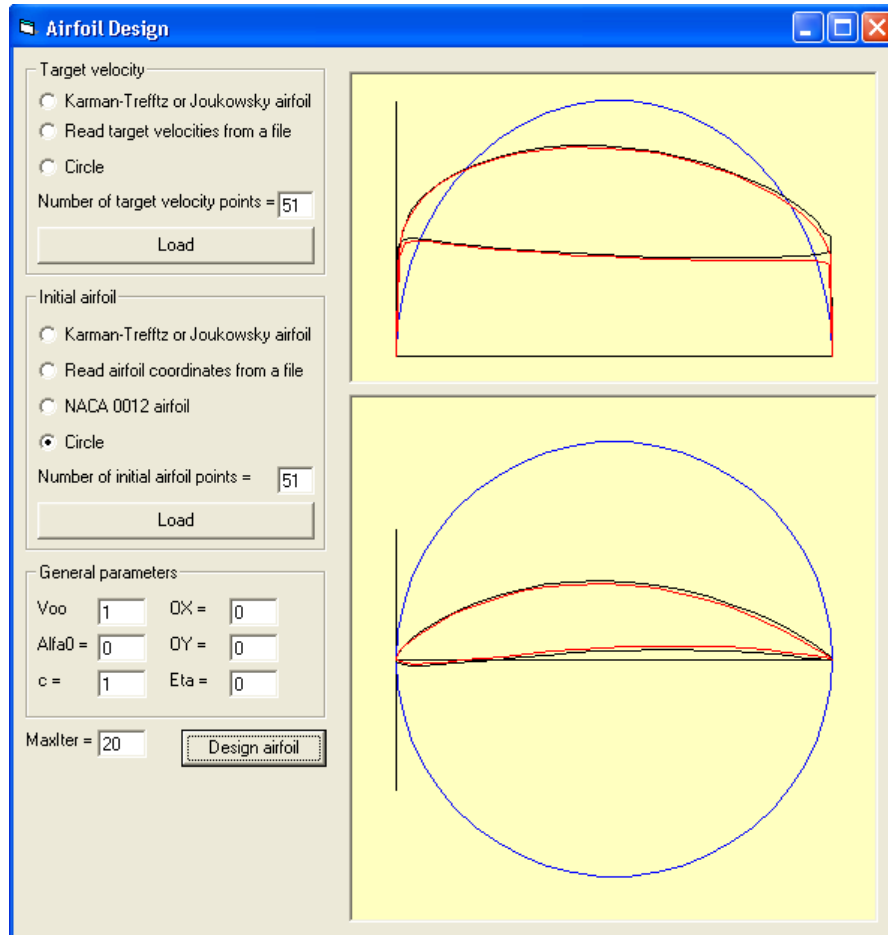 Airfoil Design
Target velocity
Karman-Trefftz or Joukowsky airfoil
Read target velocities from a file
Circle
Number of target velocity points = 51
Load
Initial airfoil
Karman-Trefftz or Joukowsky airfoil
Read airfoil coordinates from a file
NACA 0012 airfoil
Circle
Number of initial airfoil points = 51
Load
General parameters
Voo 1 OX = 0
Alfa0 = 0 OY = 0
c = 1 Eta = 0
MaxIter = 20 Design airfoil